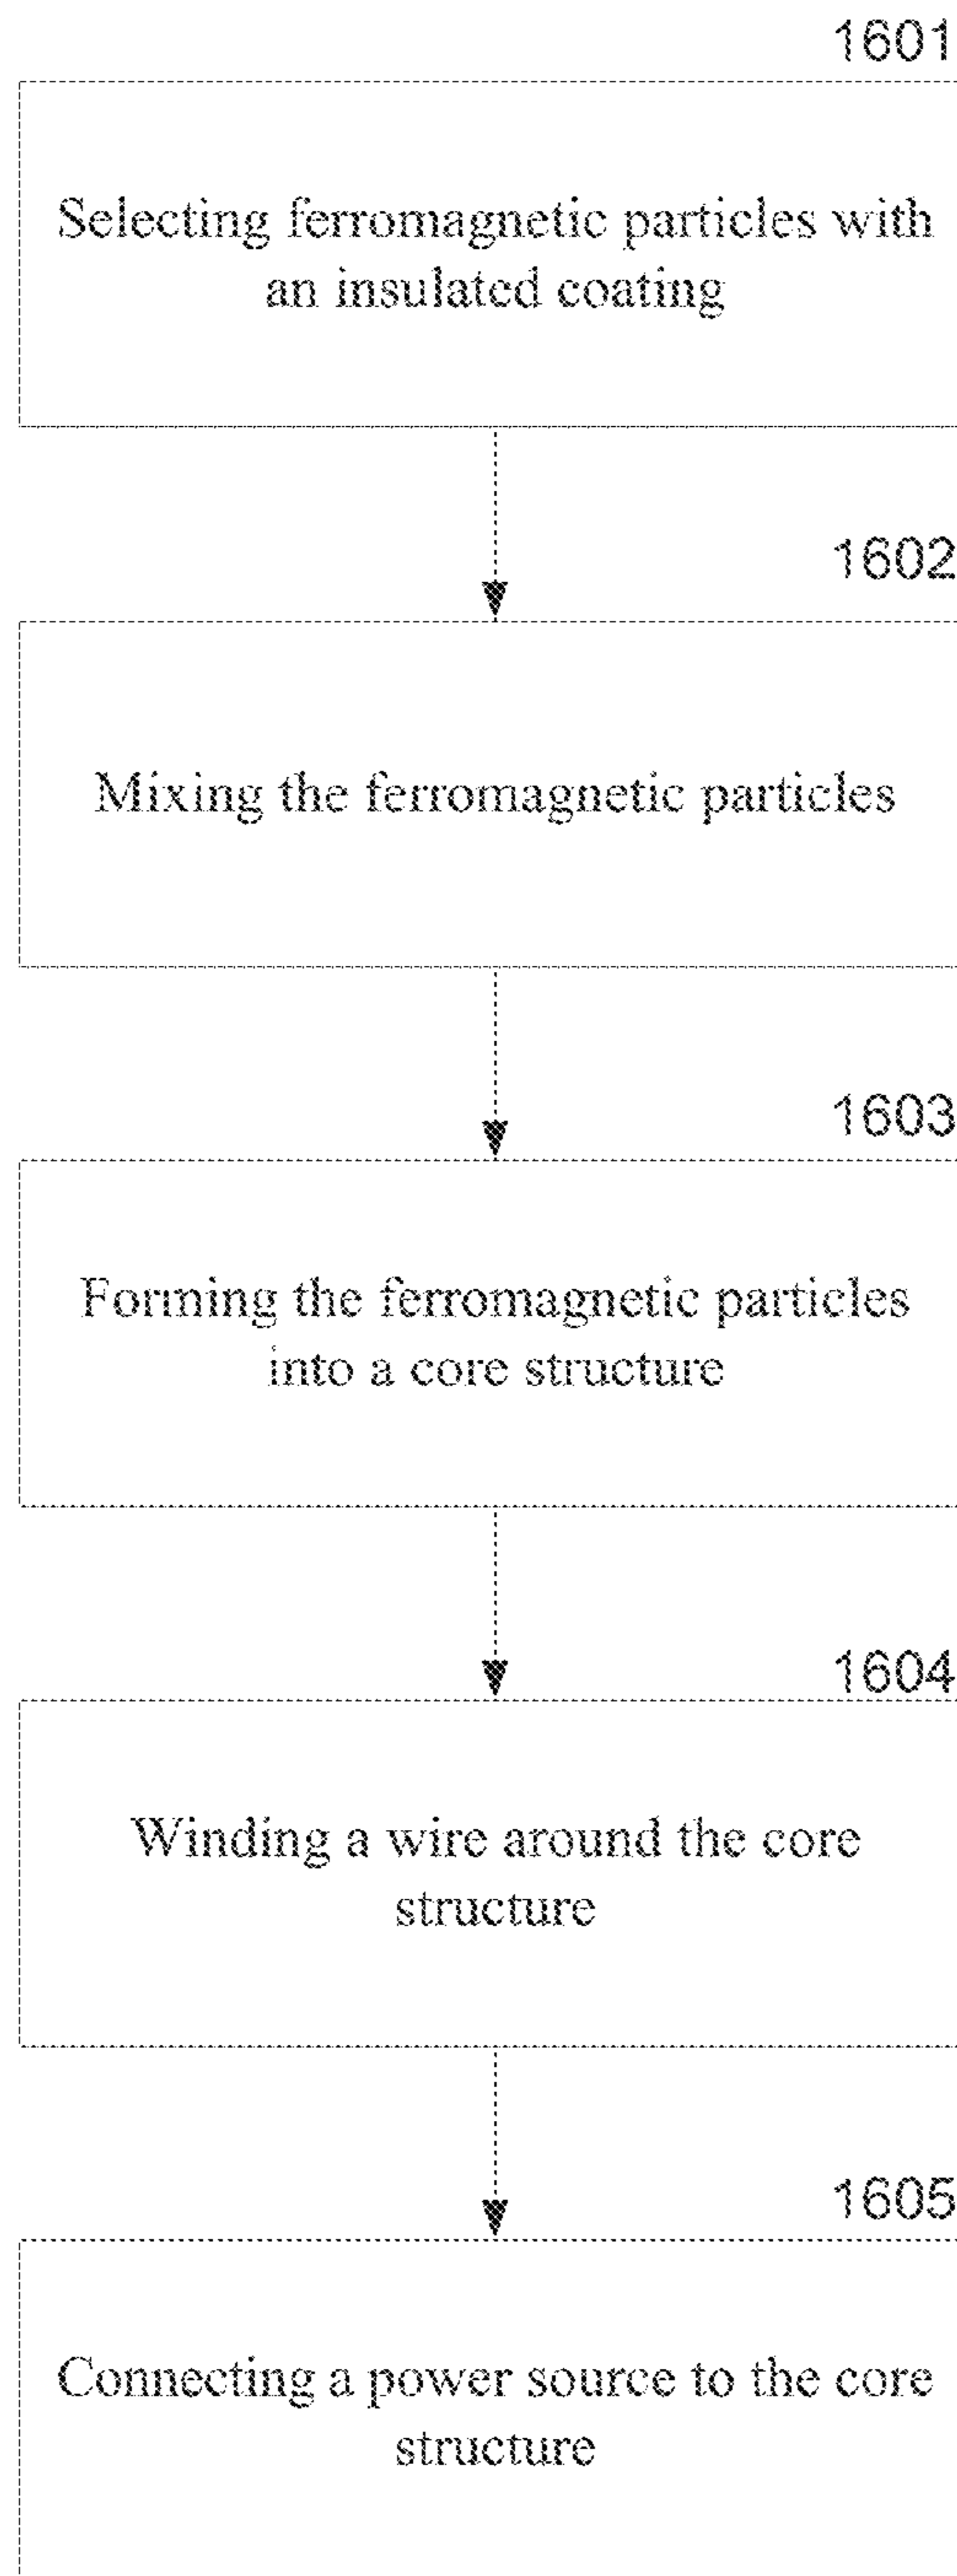 1601
Selecting ferromagnetic particles with
an insulated coating
1602
Mixing the ferromagnetic particles
1603
Forming the ferromagnetic particles
into a core structure
1604
Winding a wire around the core
structure
1605
Connecting a power source to the core
structure